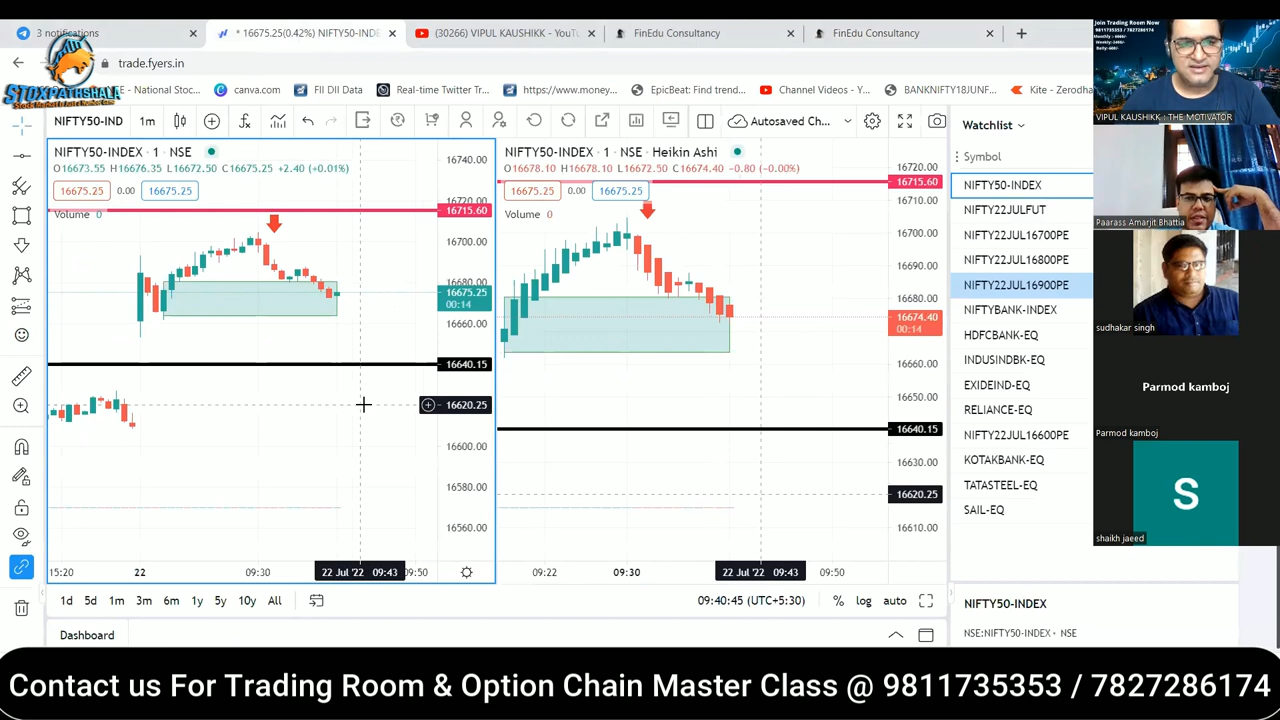 3 notifications
* 16675.25(0.42%) NIFTY50-INDE
(30266) VIPUL KAUSHIKK - YouTu
FinEdu Consultancy
FinEdu Consultancy
trade.fyers.in
STOXPATHSHALA
E - National Stoc...
canva.com
FII DII Data
Real-time Twitter Tr...
https://www.money...
EpicBeat: Find trend...
Channel Videos - Y...
BANKNIFTY18JUNF...
Kite - Zerodha
NIFTY50-IND
1m
Autosaved Ch...
NIFTY50-INDEX · 1 · NSE
O16673.55 H16676.35 L16672.50 C16675.25 +2.40 (+0.01%)
16675.25 0.00 16675.25
Volume 0
16740.00
16720.00
16715.60
16700.00
16680.00
16675.25
00:14
16660.00
16640.15
16620.25
16600.00
16580.00
16560.00
15:20
22
09:30
22 Jul '22 09:43
09:50
NIFTY50-INDEX · 1 · NSE · Heikin Ashi
O16678.10 H16678.10 L16672.50 C16674.40 −0.80 (−0.00%)
16675.25 0.00 16675.25
Volume 0
16720.00
16715.60
16710.00
16700.00
16690.00
16680.00
16674.40
00:14
16660.00
16650.00
16640.15
16630.00
16620.25
16610.00
09:22
09:30
22 Jul '22 09:43
09:50
1d 5d 1m 3m 6m 1y 5y 10y All
09:40:45 (UTC+5:30)
% log auto
Dashboard
Watchlist
Symbol
NIFTY50-INDEX
NIFTY22JULFUT
NIFTY22JUL16700PE
NIFTY22JUL16800PE
NIFTY22JUL16900PE
NIFTYBANK-INDEX
HDFCBANK-EQ
INDUSINDBK-EQ
EXIDEIND-EQ
RELIANCE-EQ
NIFTY22JUL16600PE
KOTAKBANK-EQ
TATASTEEL-EQ
SAIL-EQ
NIFTY50-INDEX
NSE:NIFTY50-INDEX • NSE
Join Trading Room Now
9811735353 / 7827286174
VIPUL KAUSHIKK : THE MOTIVATOR
Paarass Amarjit Bhattia
sudhakar singh
Parmod kamboj
Parmod kamboj
S
shaikh jaeed
Contact us For Trading Room & Option Chain Master Class @ 9811735353 / 7827286174